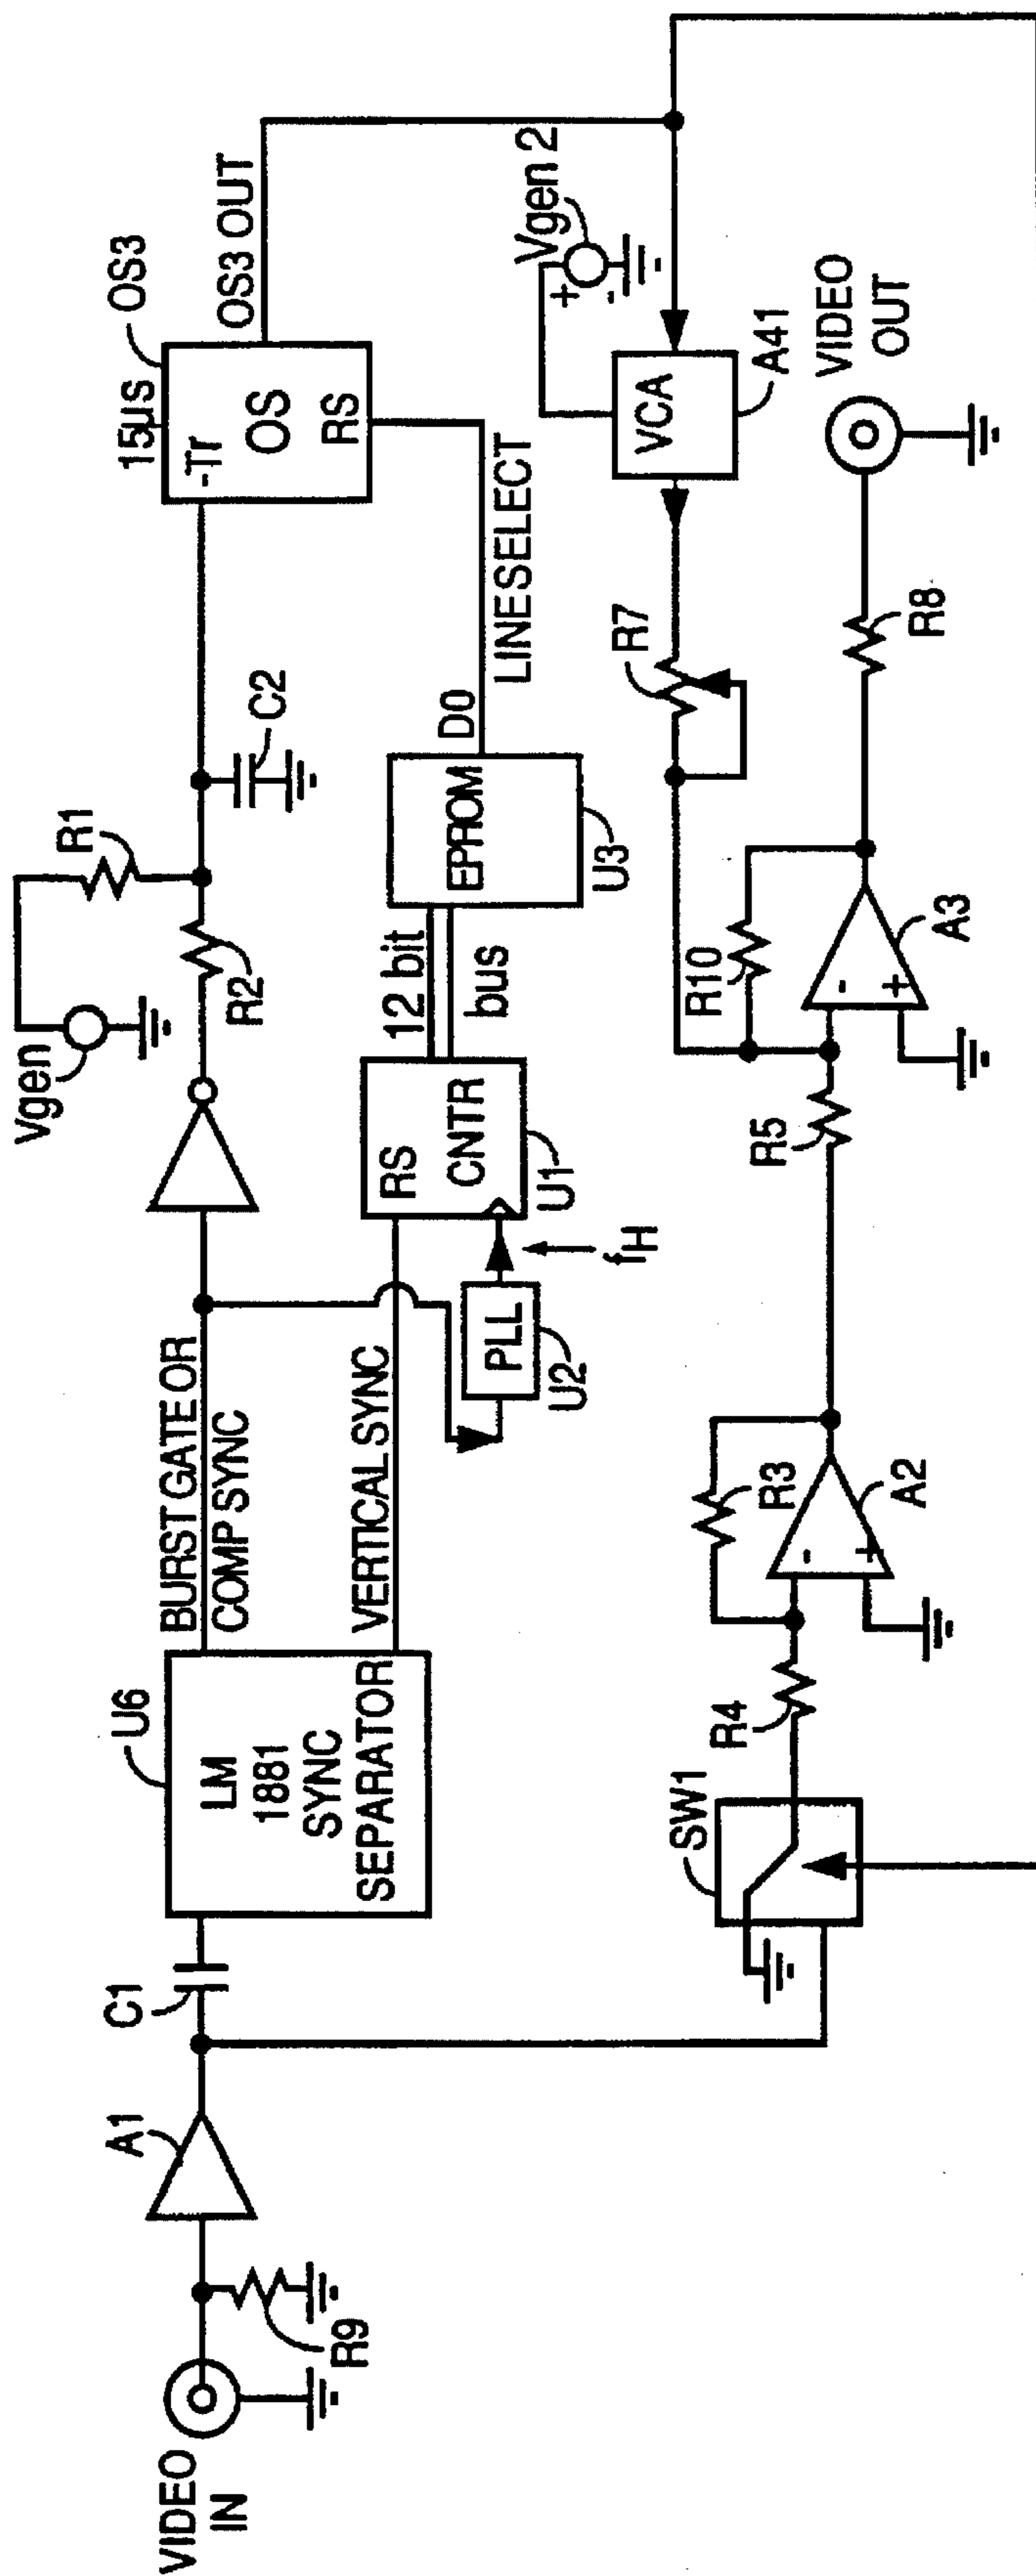 VIDEO
IN
R9
A1
C1
U6
LM
1881
SYNC
SEPARATOR
BURST GATE OR
COMP SYNC
VERTICAL SYNC
PLL
U2
fH
RS
CNTR
U1
12 bit
bus
EPROM
U3
D0
LINESELECT
Vgen
R1
R2
C2
15µs
OS3
-Tr
OS
RS
OS3 OUT
Vgen 2
+
-
VCA
A41
R7
SW1
R4
R3
-
+
A2
R5
R10
-
+
A3
R8
VIDEO
OUT